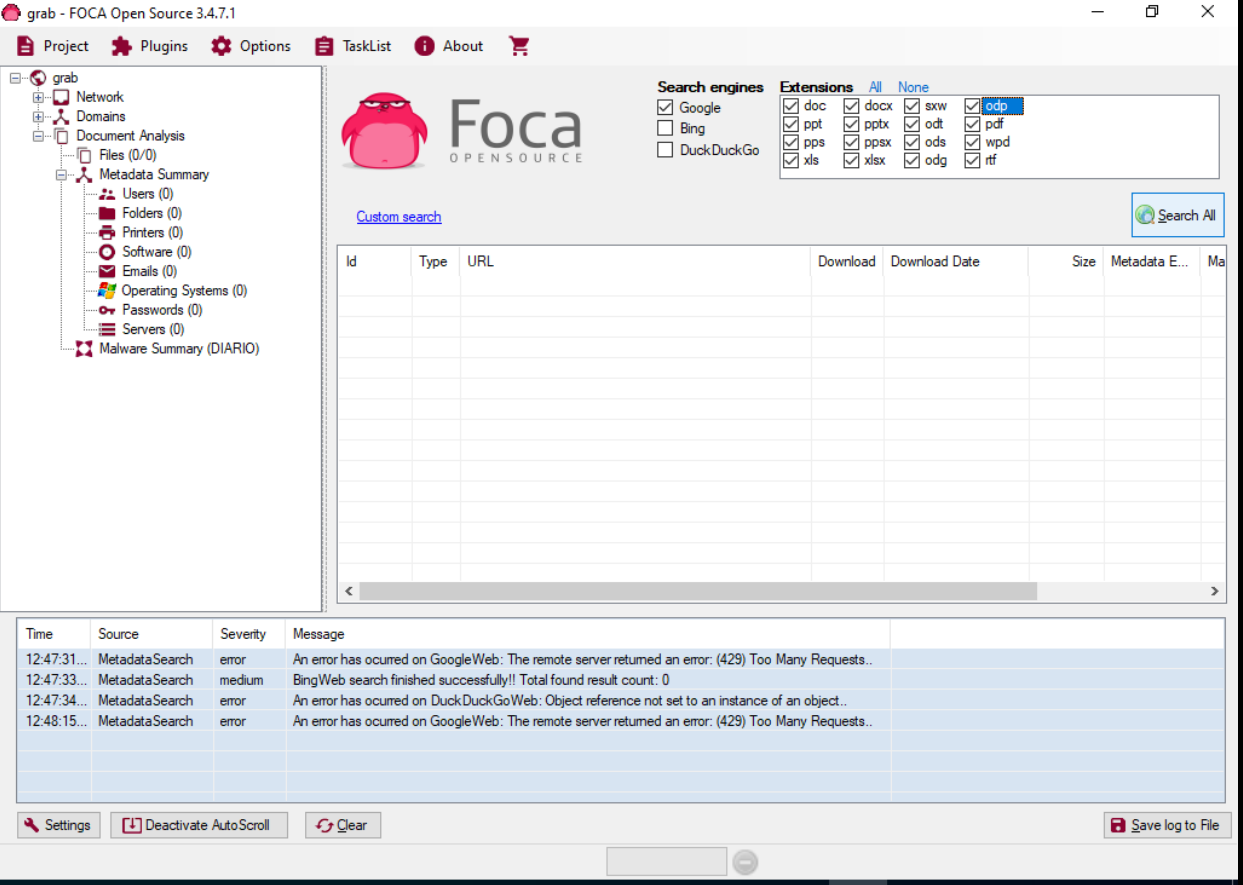 grab - FOCA Open Source 3.4.7.1
Project Plugins Options TaskList About
grab
Network
Domains
Document Analysis
Files (0/0)
Metadata Summary
Users (0)
Folders (0)
Printers (0)
Software (0)
Emails (0)
Operating Systems (0)
Passwords (0)
Servers (0)
Malware Summary (DIARIO)
Foca
OPENSOURCE
Search engines
Google
Bing
DuckDuckGo
Extensions All None
doc docx sxw odp
ppt pptx odt pdf
pps ppsx ods wpd
xls xlsx odg rtf
Custom search
Search All
Id Type URL Download Download Date Size Metadata E... Ma
Time Source Severity Message
12:47:31... MetadataSearch error An error has ocurred on GoogleWeb: The remote server returned an error: (429) Too Many Requests..
12:47:33... MetadataSearch medium BingWeb search finished successfully!! Total found result count: 0
12:47:34... MetadataSearch error An error has ocurred on DuckDuckGoWeb: Object reference not set to an instance of an object..
12:48:15... MetadataSearch error An error has ocurred on GoogleWeb: The remote server returned an error: (429) Too Many Requests..
Settings Deactivate AutoScroll Clear Save log to File